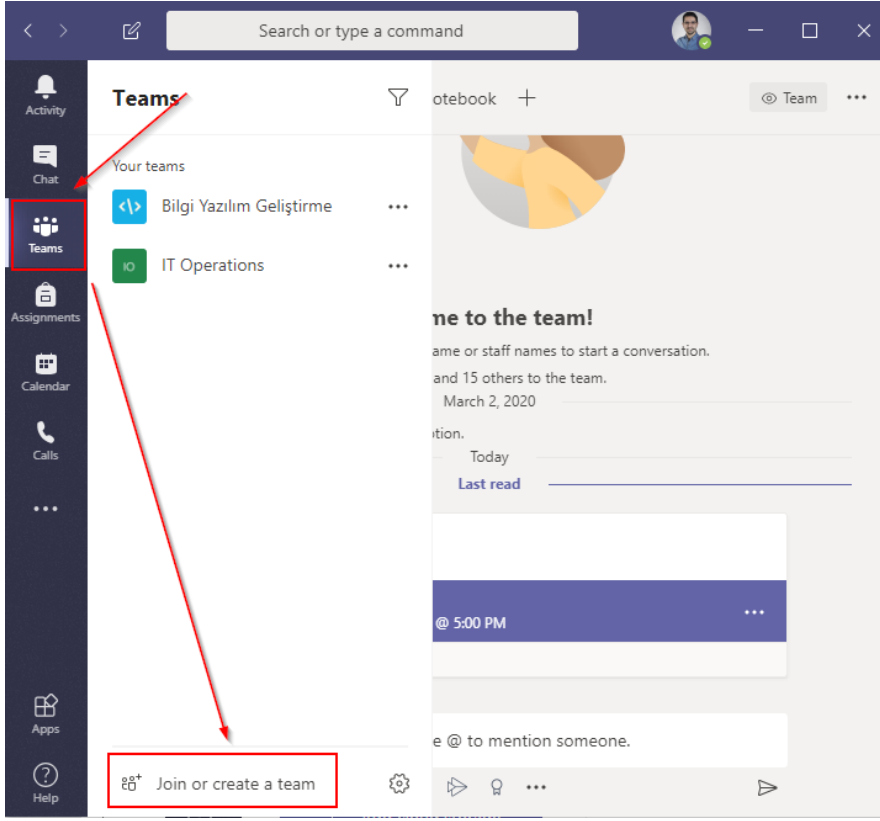 Search or type a command
Activity
Chat
Teams
Assignments
Calendar
Calls
Apps
Help
Teams
Your teams
Bilgi Yazılım Geliştirme
IO IT Operations
Join or create a team
otebook
Team
me to the team!
ame or staff names to start a conversation.
and 15 others to the team.
March 2, 2020
tion.
Today
Last read
@ 5:00 PM
e @ to mention someone.